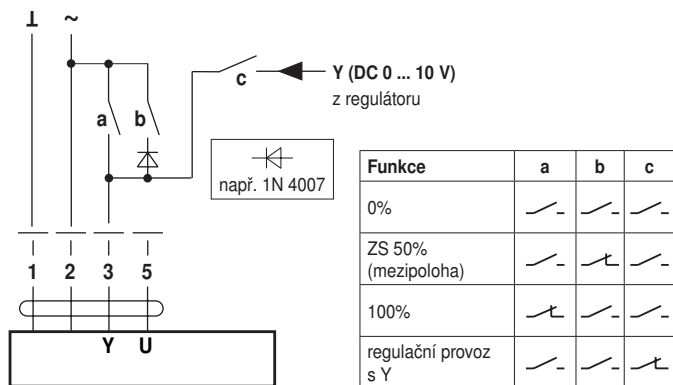 ⊥ ~
a b c
Y (DC 0 ... 10 V)
z regulátoru
např. 1N 4007
1 2 3 5
Y U
Funkce a b c
0%
ZS 50%
(mezipoloha)
100%
regulační provoz
s Y